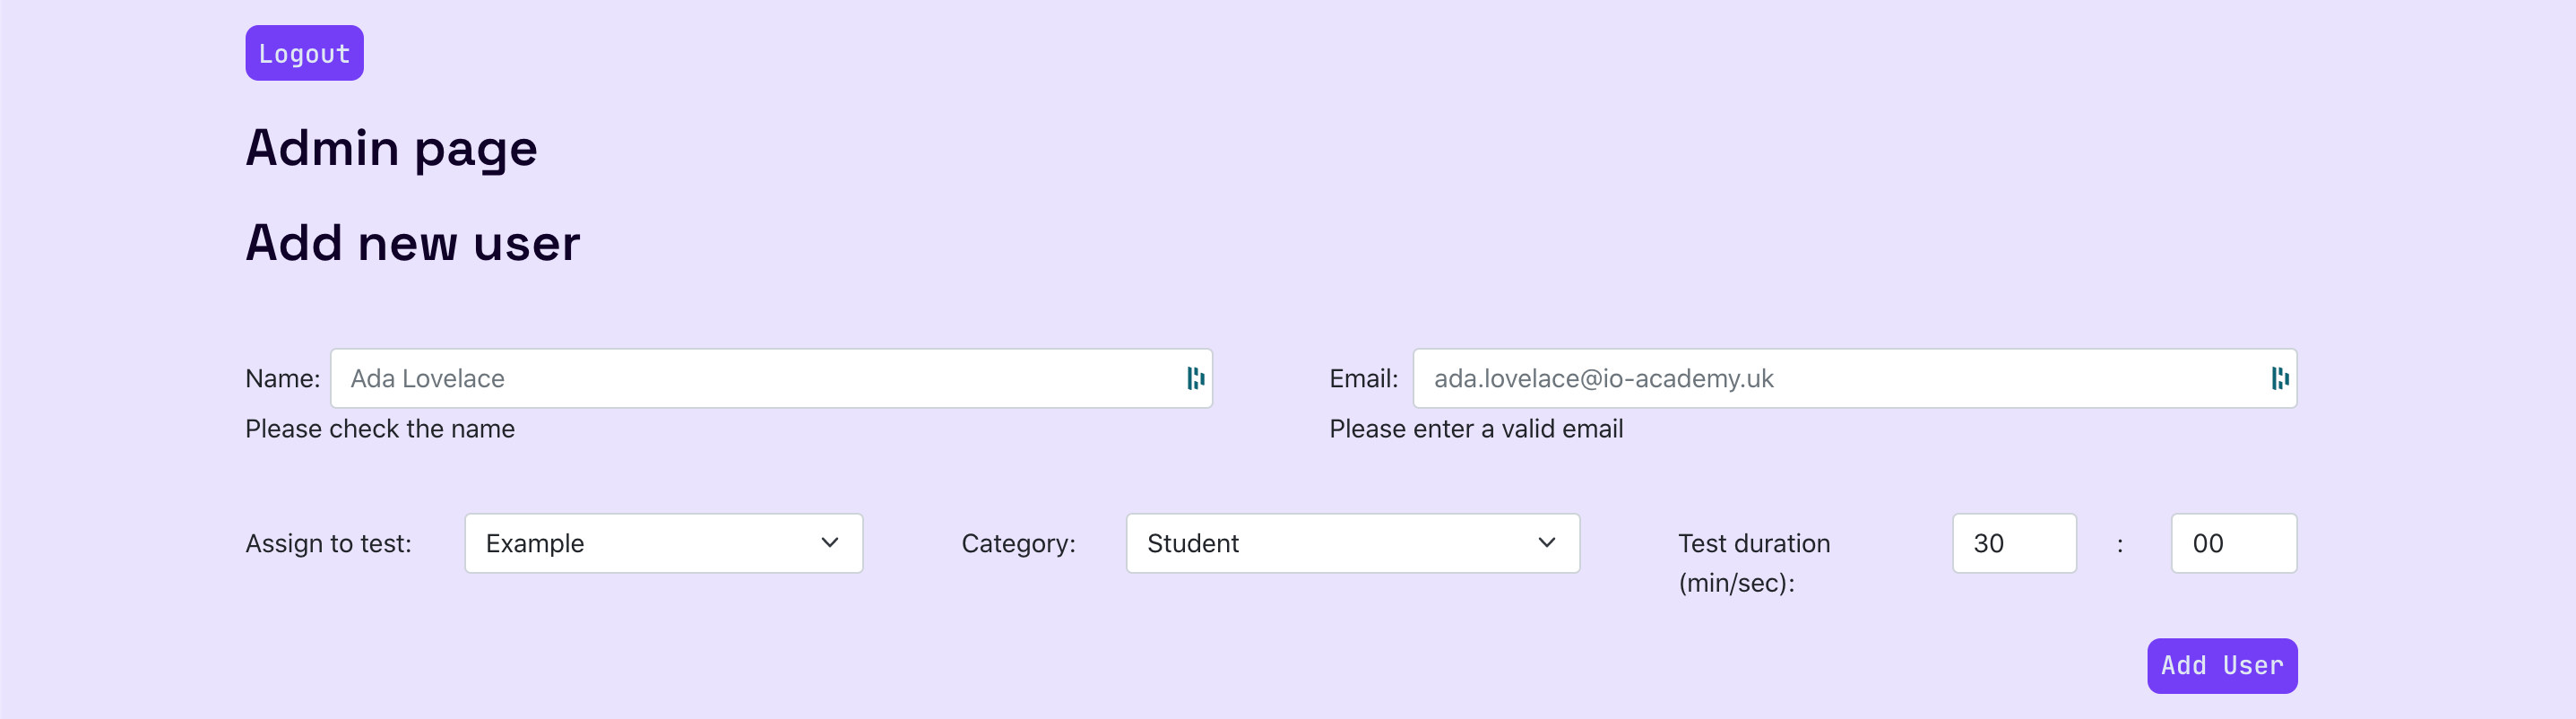 Logout
Admin page
Add new user
Name: Ada Lovelace
Email: ada.lovelace@io-academy.uk
Please check the name
Please enter a valid email
Assign to test: Example
Category: Student
Test duration (min/sec): 30 : 00
Add User